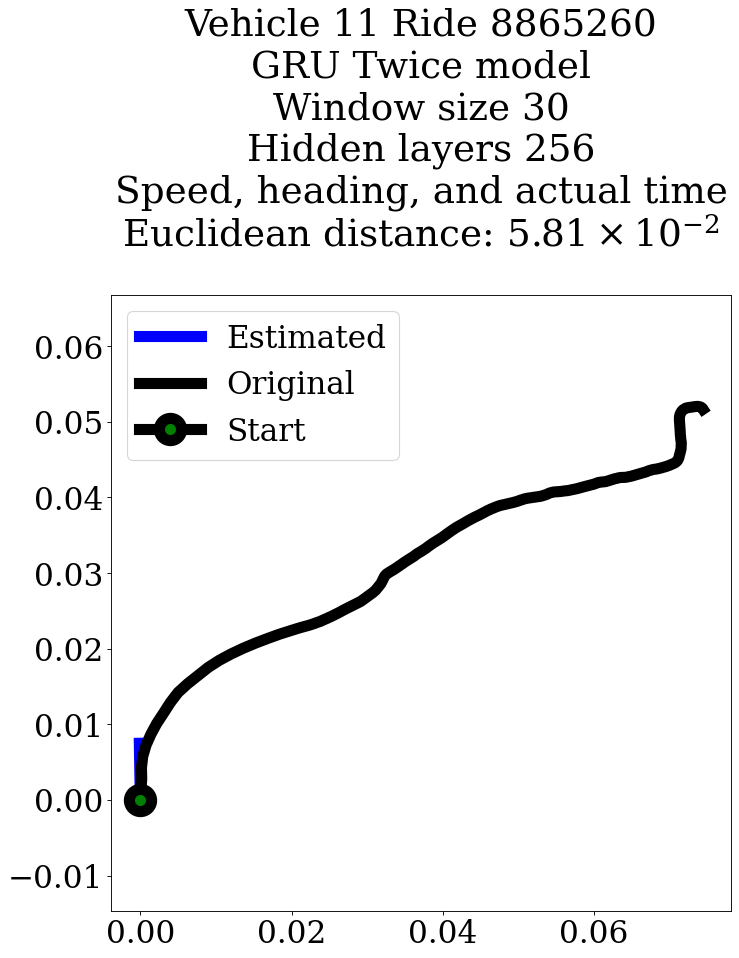 Vehicle 11 Ride 8865260
GRU Twice model
Window size 30
Hidden layers 256
Speed, heading, and actual time
Euclidean distance: 5.81 × 10⁻²
Estimated
Original
Start
0.06
0.05
0.04
0.03
0.02
0.01
0.00
−0.01
0.00 0.02 0.04 0.06